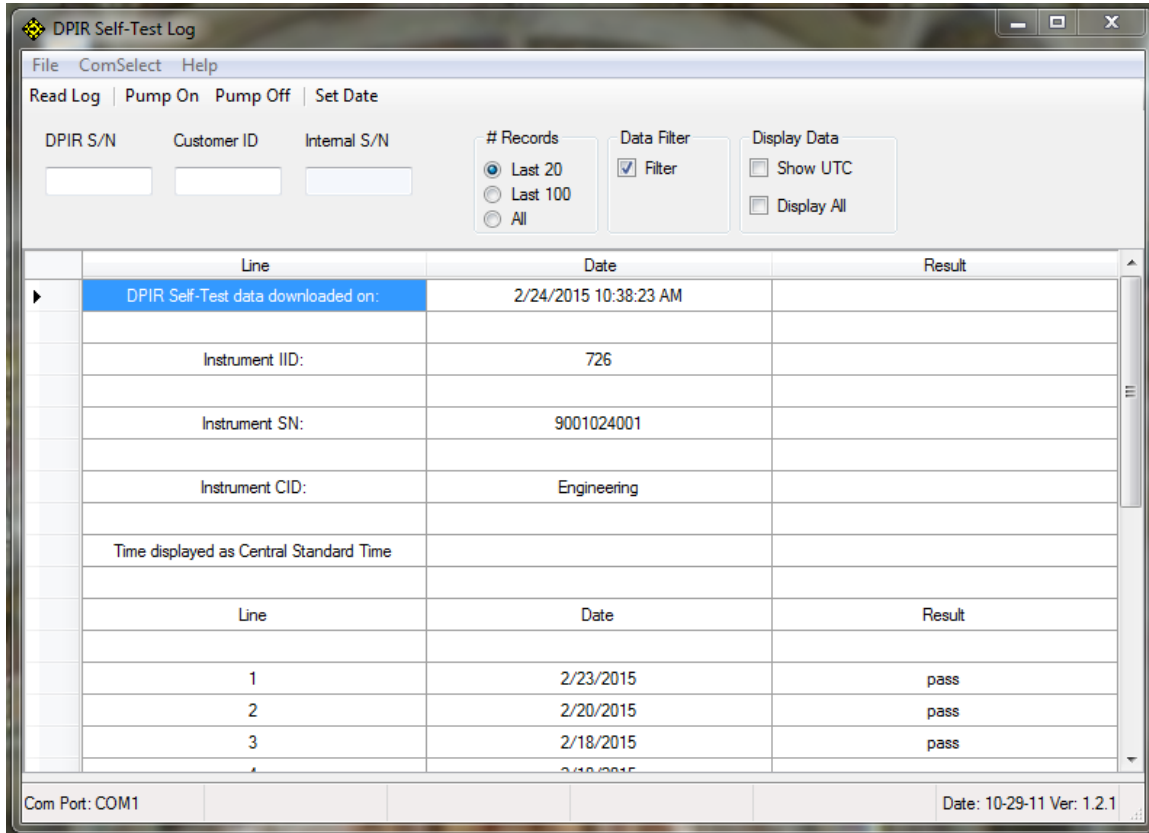 DPIR Self-Test Log
File ComSelect Help
Read Log Pump On Pump Off Set Date
DPIR S/N Customer ID Internal S/N # Records Data Filter Display Data
Last 20 Filter Show UTC
Last 100
Display All
All
Line Date Result
DPIR Self-Test data downloaded on: 2/24/2015 10:38:23 AM
Instrument IID: 726
Instrument SN: 9001024001
Instrument CID: Engineering
Time displayed as Central Standard Time
Line Date Result
1 2/23/2015 pass
2 2/20/2015 pass
3 2/18/2015 pass
Com Port: COM1 Date: 10-29-11 Ver: 1.2.1